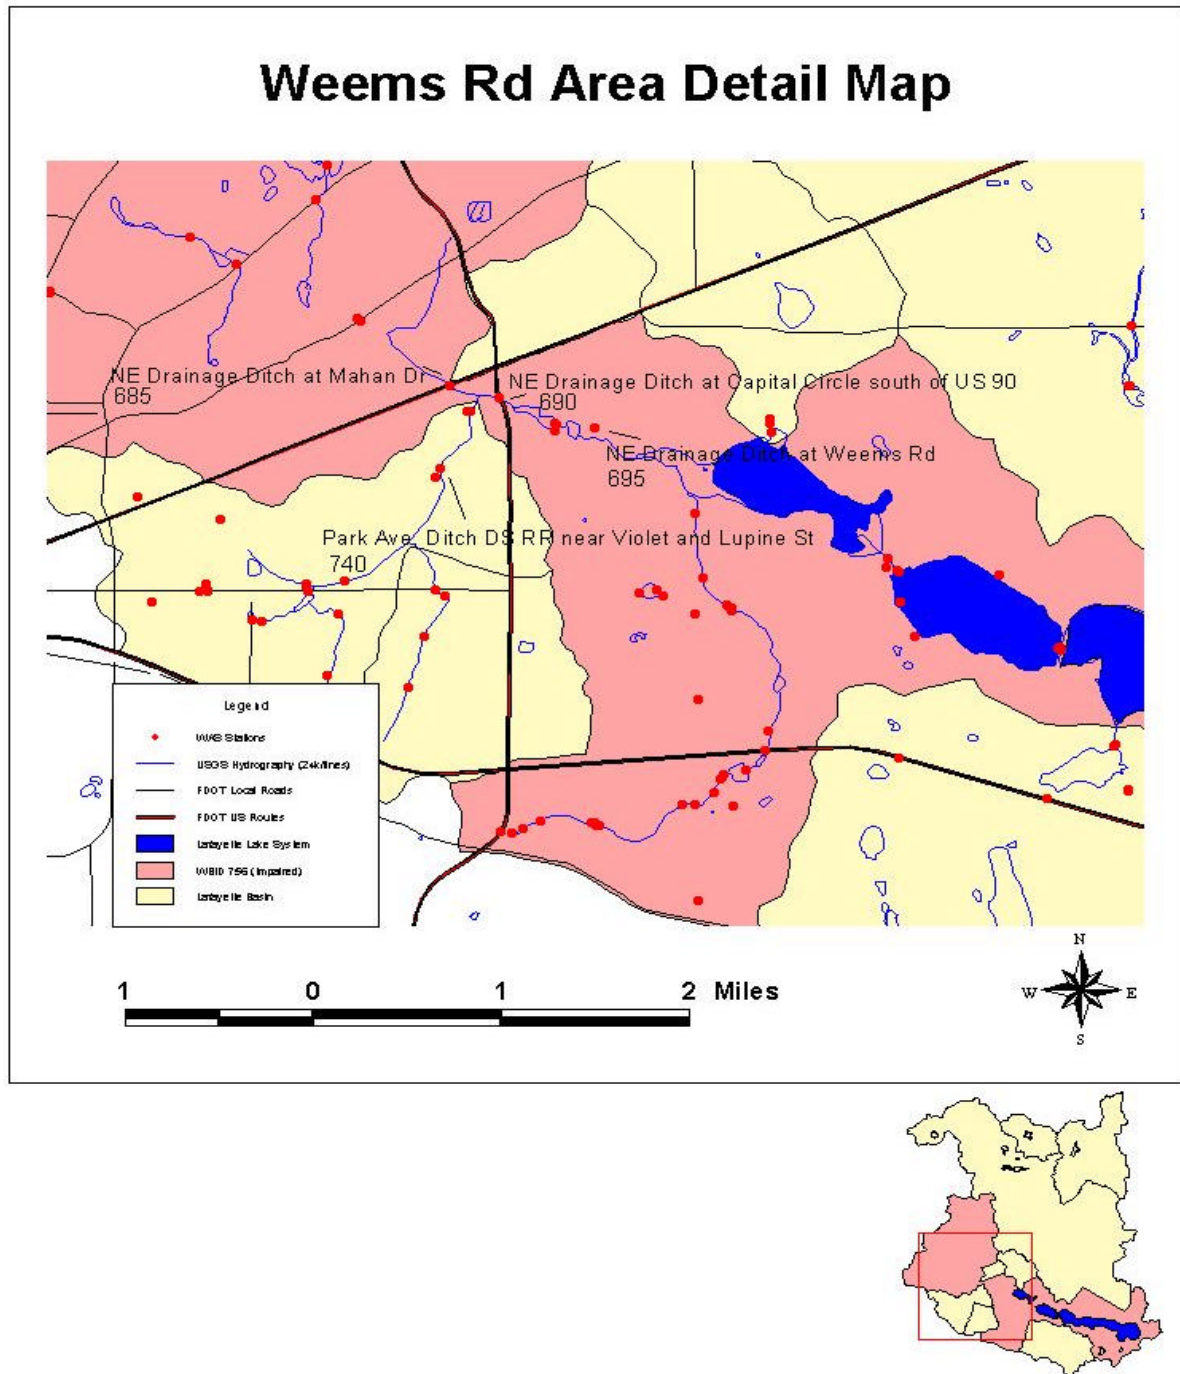 Weems Rd Area Detail Map
NE Drainage Ditch at Mahan Dr
685
NE Drainage Ditch at Capital Circle south of US 90
690
NE Drainage Ditch at Weems Rd
695
Park Ave. Ditch DS RR near Violet and Lupine St
740
Legend
WAS Stations
USGS Hydrography (24k/lines)
FDOT Local Roads
FDOT US Routes
Lafayette Lake System
WBID 756 (Impaired)
Lafayette Basin
1 0 1 2 Miles
N
W E
S